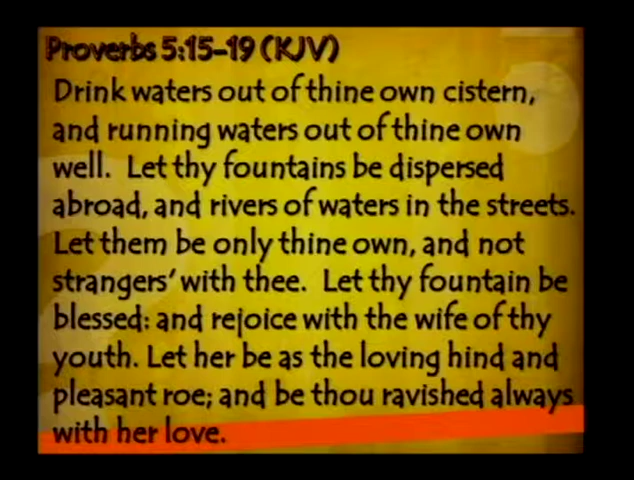 Proverbs 5:15-19 (KJV)
Drink waters out of thine own cistern,
and running waters out of thine own
well. Let thy fountains be dispersed
abroad, and rivers of waters in the streets.
Let them be only thine own, and not
strangers' with thee. Let thy fountain be
blessed: and rejoice with the wife of thy
youth. Let her be as the loving hind and
pleasant roe; and be thou ravished always
with her love.